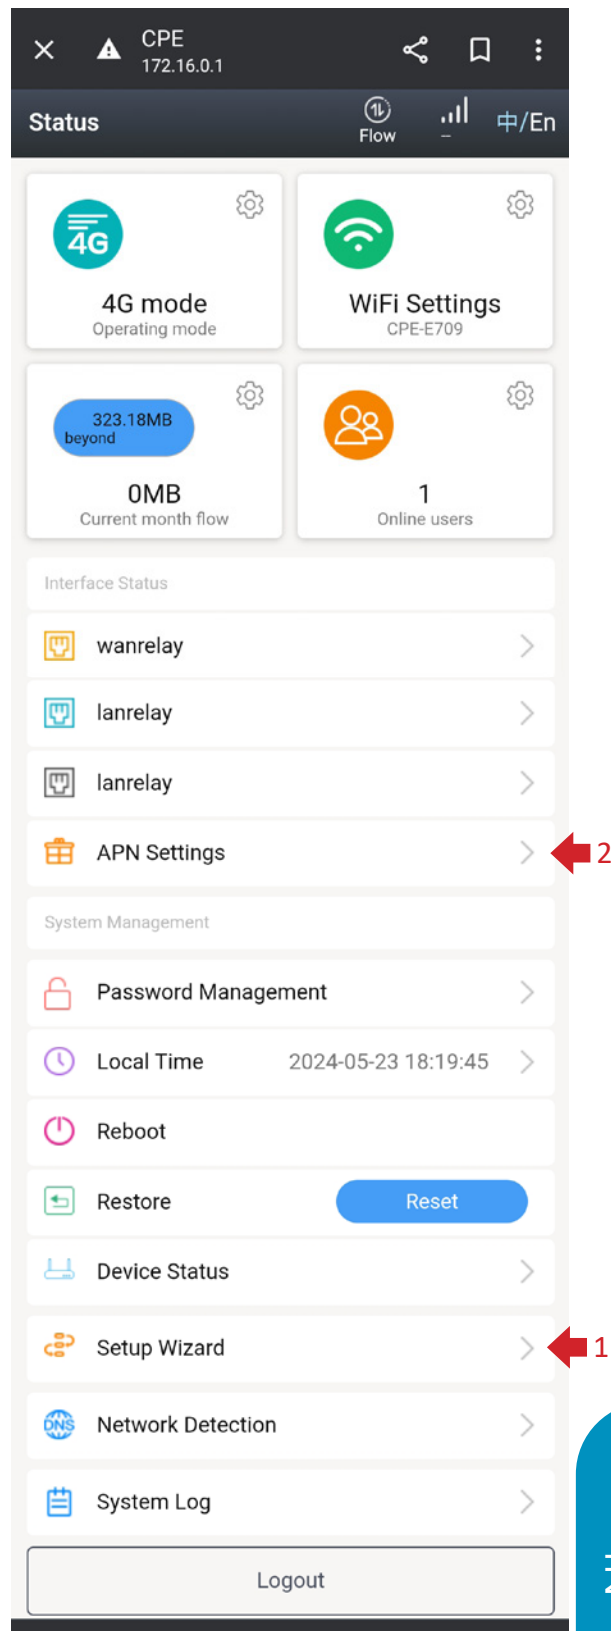 CPE
172.16.0.1
Status
Flow
中/En
4G
4G mode
Operating mode
WiFi Settings
CPE-E709
323.18MB
beyond
0MB
Current month flow
1
Online users
Interface Status
wanrelay
lanrelay
lanrelay
APN Settings
2
System Management
Password Management
Local Time 2024-05-23 18:19:45
Reboot
Restore Reset
Device Status
Setup Wizard
1
DNS
Network Detection
System Log
Logout